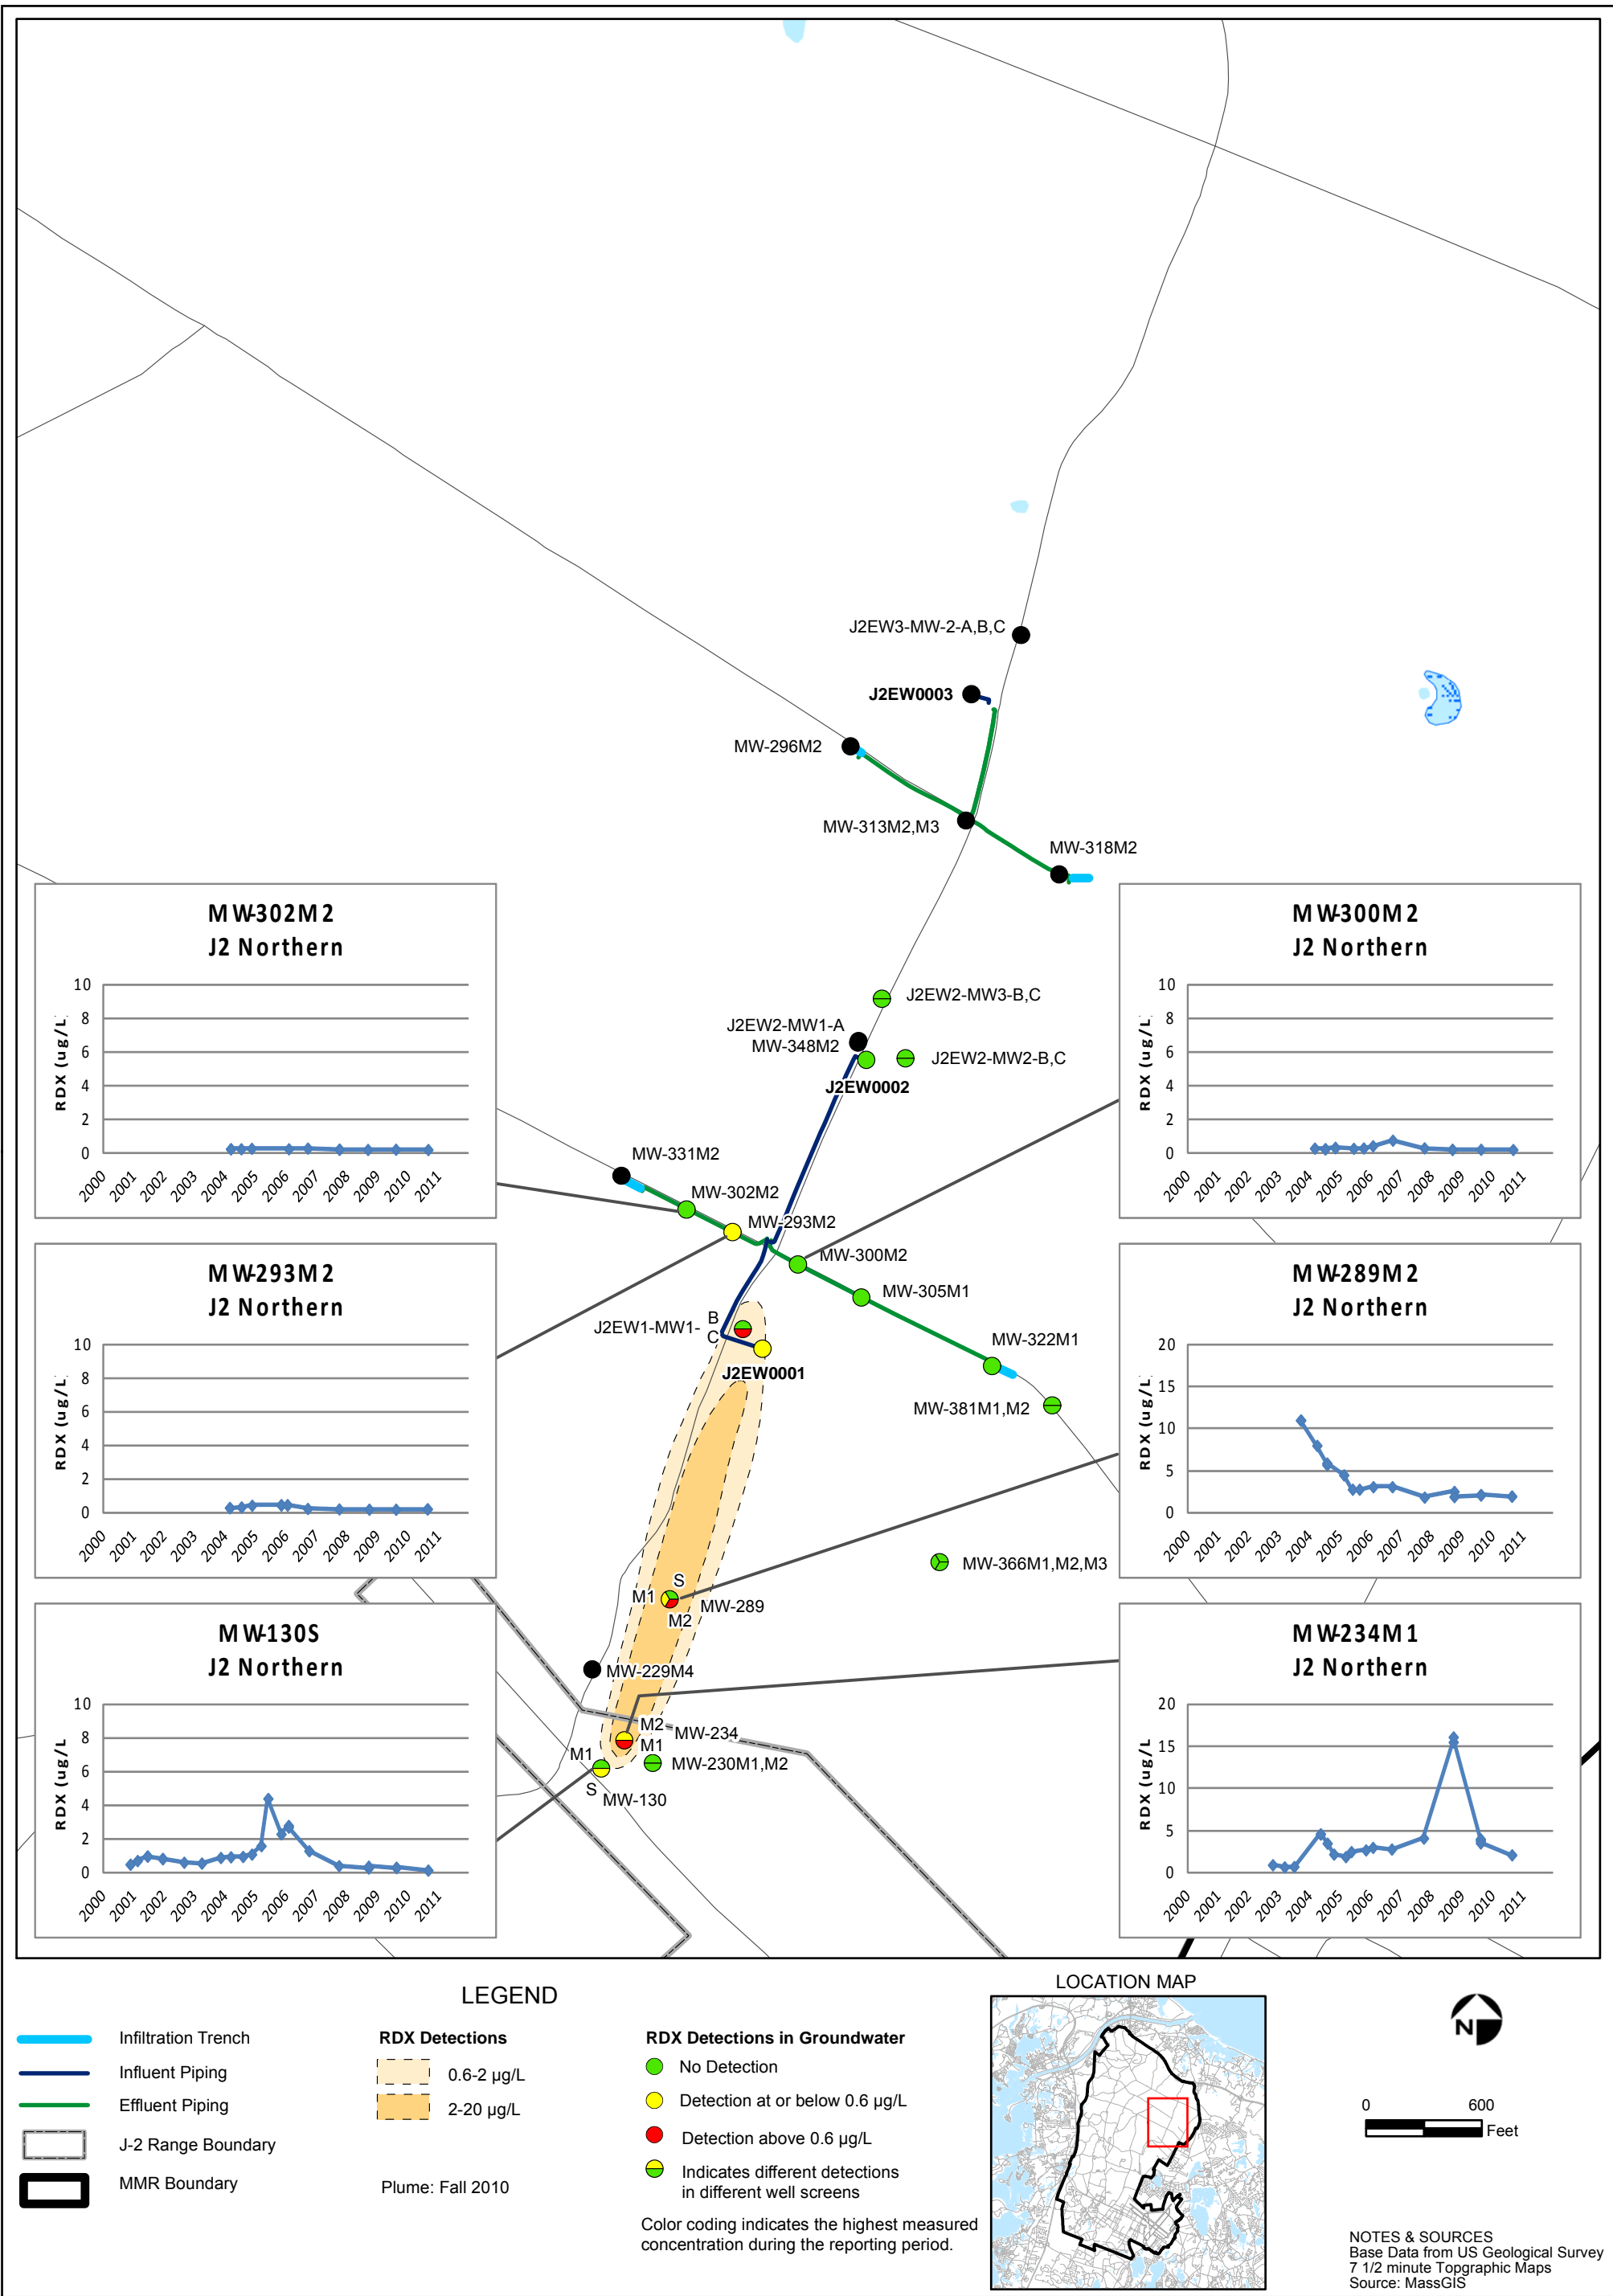 J2EW3-MW-2-A,B,C
J2EW0003
MW-296M2
MW-313M2,M3
MW-318M2
J2EW2-MW3-B,C
J2EW2-MW1-A
MW-348M2
J2EW2-MW2-B,C
J2EW0002
MW-331M2
MW-302M2
MW-293M2
MW-300M2
MW-305M1
J2EW1-MW1-
B
C
J2EW0001
MW-322M1
MW-381M1,M2
MW-366M1,M2,M3
S
M1
MW-289
M2
MW-229M4
M2
MW-234
M1
M1
MW-230M1,M2
S
MW-130
MW-302M2
J2 Northern
RDX (ug/L
10
8
6
4
2
0
2000 2001 2002 2003 2004 2005 2006 2007 2008 2009 2010 2011
MW-293M2
J2 Northern
RDX (ug/L
10
8
6
4
2
0
2000 2001 2002 2003 2004 2005 2006 2007 2008 2009 2010 2011
MW-130S
J2 Northern
RDX (ug/L
10
8
6
4
2
0
2000 2001 2002 2003 2004 2005 2006 2007 2008 2009 2010 2011
MW-300M2
J2 Northern
RDX (ug/L
10
8
6
4
2
0
2000 2001 2002 2003 2004 2005 2006 2007 2008 2009 2010 2011
MW-289M2
J2 Northern
RDX (ug/L
20
15
10
5
0
2000 2001 2002 2003 2004 2005 2006 2007 2008 2009 2010 2011
MW-234M1
J2 Northern
RDX (ug/L
20
15
10
5
0
2000 2001 2002 2003 2004 2005 2006 2007 2008 2009 2010 2011
LEGEND
Infiltration Trench
Influent Piping
Effluent Piping
J-2 Range Boundary
MMR Boundary
RDX Detections
0.6-2 µg/L
2-20 µg/L
Plume: Fall 2010
RDX Detections in Groundwater
No Detection
Detection at or below 0.6 µg/L
Detection above 0.6 µg/L
Indicates different detections
in different well screens
Color coding indicates the highest measured
concentration during the reporting period.
LOCATION MAP
N
0 600
Feet
NOTES & SOURCES
Base Data from US Geological Survey
7 1/2 minute Topgraphic Maps
Source: MassGIS